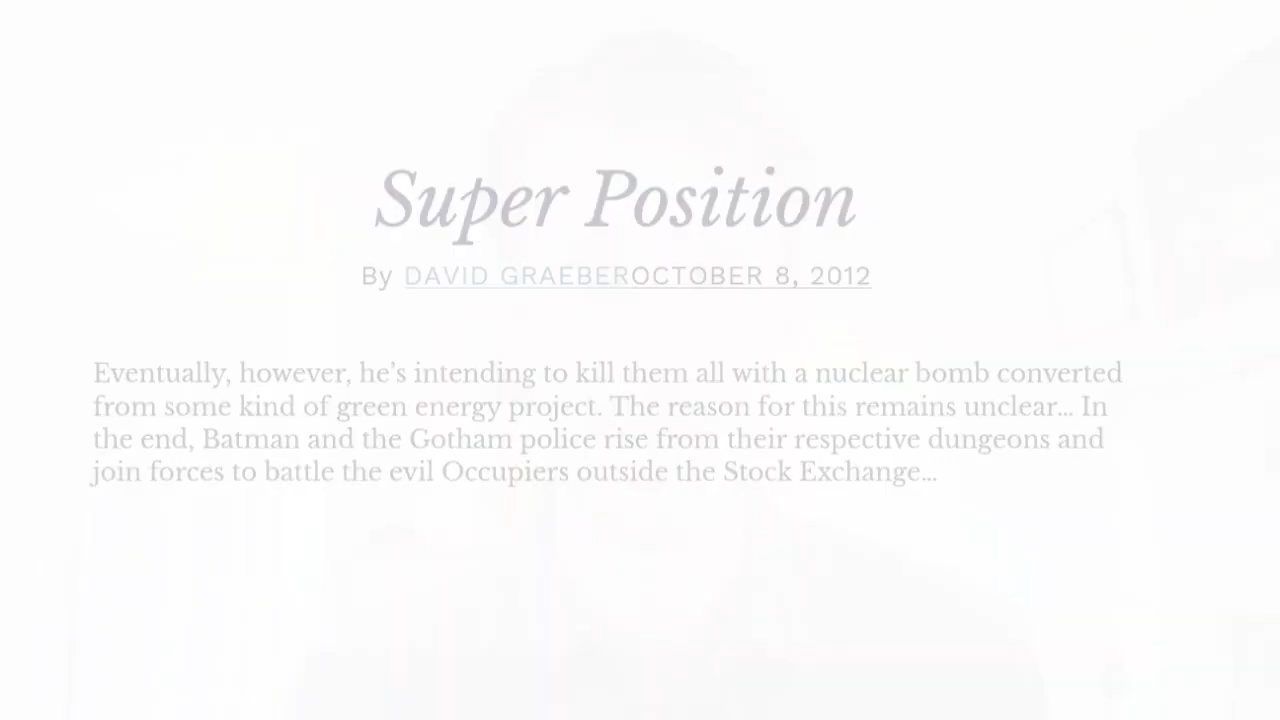 Super Position
By DAVID GRAEBEROCTOBER 8, 2012
Eventually, however, he’s intending to kill them all with a nuclear bomb converted
from some kind of green energy project. The reason for this remains unclear… In
the end, Batman and the Gotham police rise from their respective dungeons and
join forces to battle the evil Occupiers outside the Stock Exchange…